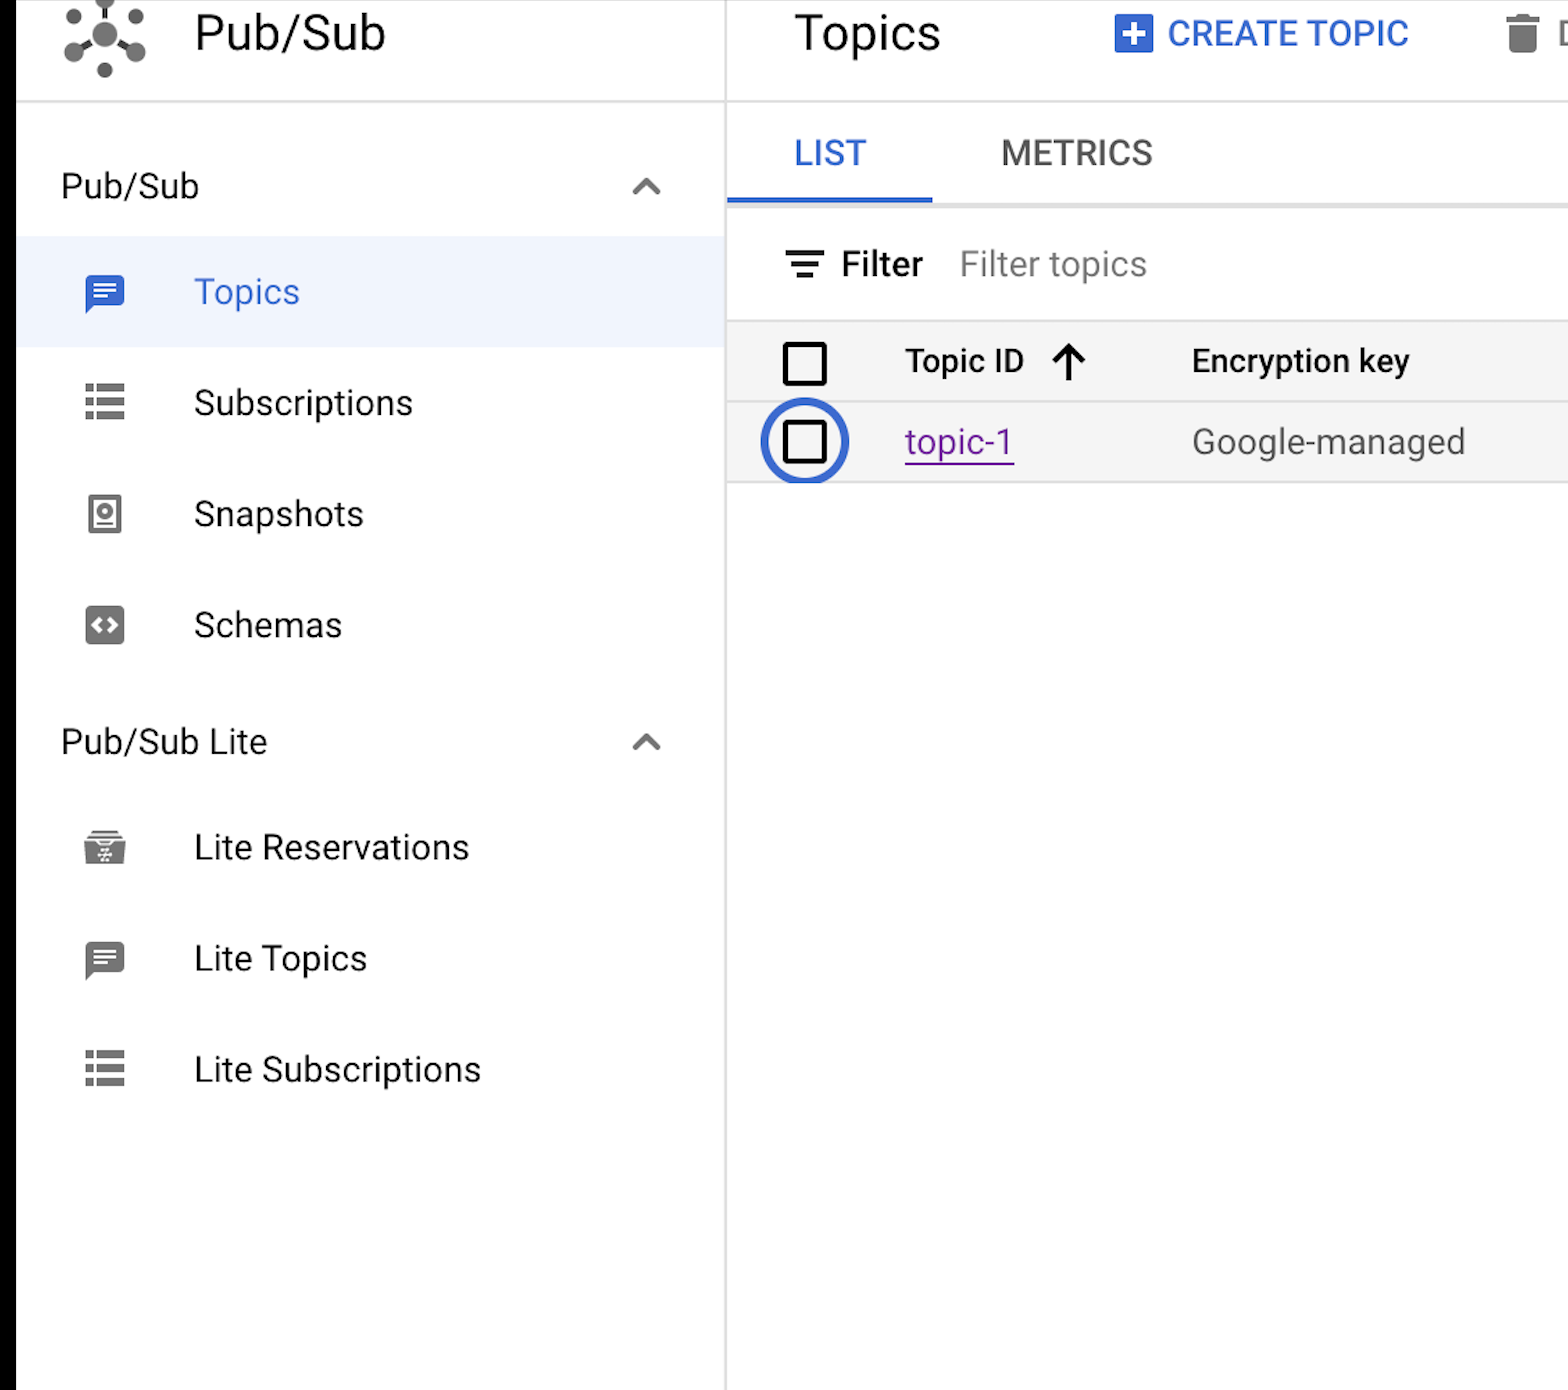 Pub/Sub
Topics
CREATE TOPIC
Pub/Sub
Topics
Subscriptions
Snapshots
Schemas
Pub/Sub Lite
Lite Reservations
Lite Topics
Lite Subscriptions
LIST METRICS
Filter Filter topics
Topic ID Encryption key
topic-1 Google-managed